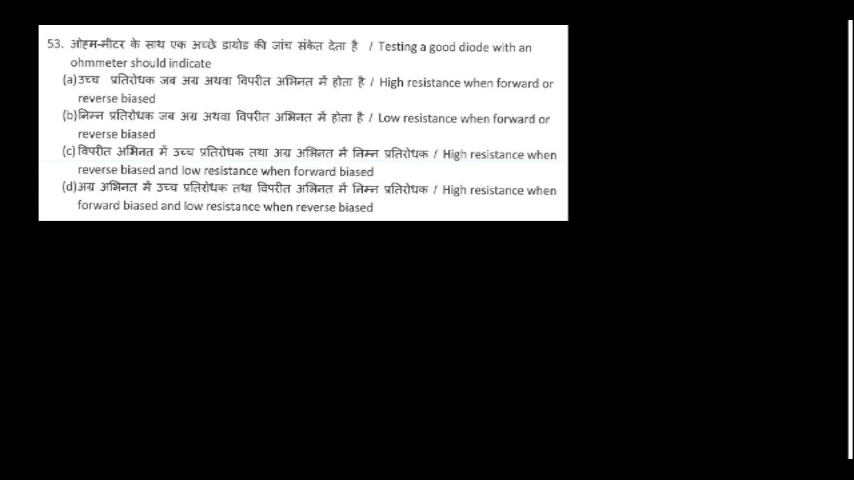 53. ओहम-मीटर के साथ एक अच्छे डायोड की जांच संकेत देता है / Testing a good diode with an
ohmmeter should indicate
(a)उच्च प्रतिरोधक जब अग्र अथवा विपरीत अभिनत में होता है / High resistance when forward or
reverse biased
(b)निम्न प्रतिरोधक जब अग्र अथवा विपरीत अभिनत में होता है / Low resistance when forward or
reverse biased
(c) विपरीत अभिनत में उच्च प्रतिरोधक तथा अग्र अभिनत में निम्न प्रतिरोधक / High resistance when
reverse biased and low resistance when forward biased
(d)अग्र अभिनत में उच्च प्रतिरोधक तथा विपरीत अभिनत में निम्न प्रतिरोधक / High resistance when
forward biased and low resistance when reverse biased